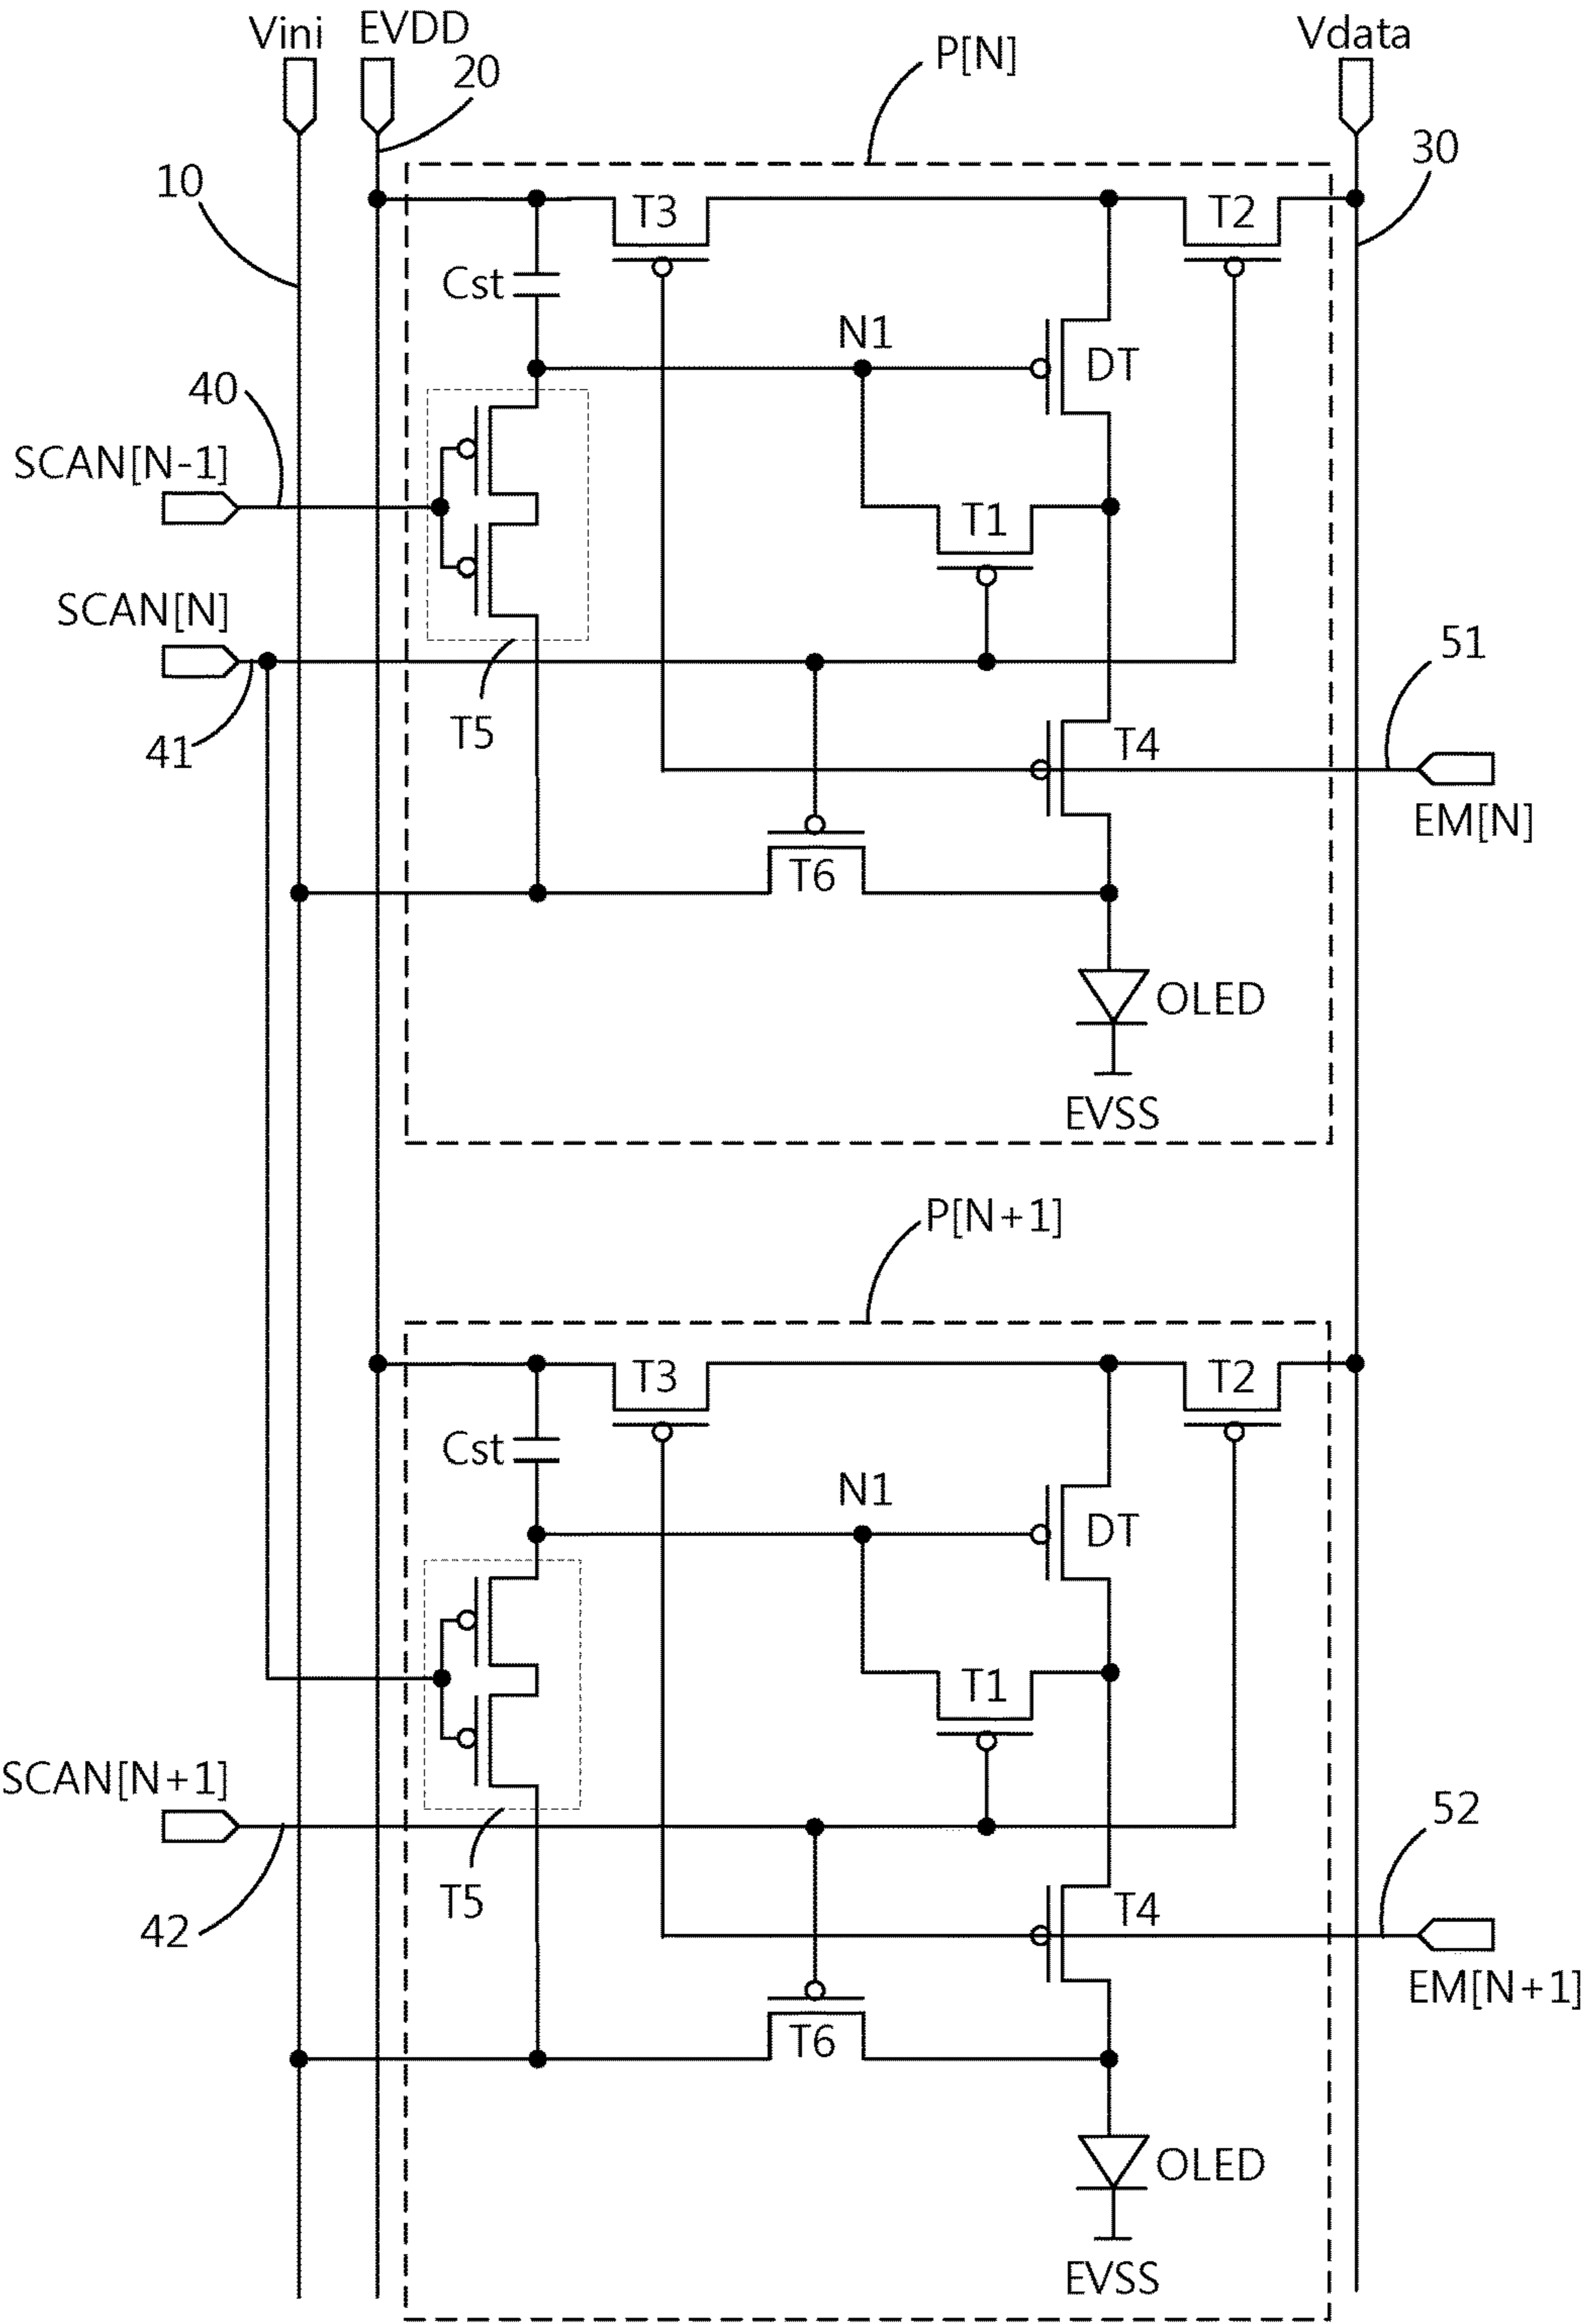 Vini
EVDD
Vdata
20
P[N]
10
30
T3
T2
Cst
N1
DT
40
SCAN[N-1]
T1
SCAN[N]
51
T5
41
T4
EM[N]
T6
OLED
EVSS
P[N+1]
T3
T2
Cst
N1
DT
T1
SCAN[N+1]
52
T5
42
T4
EM[N+1]
T6
OLED
EVSS